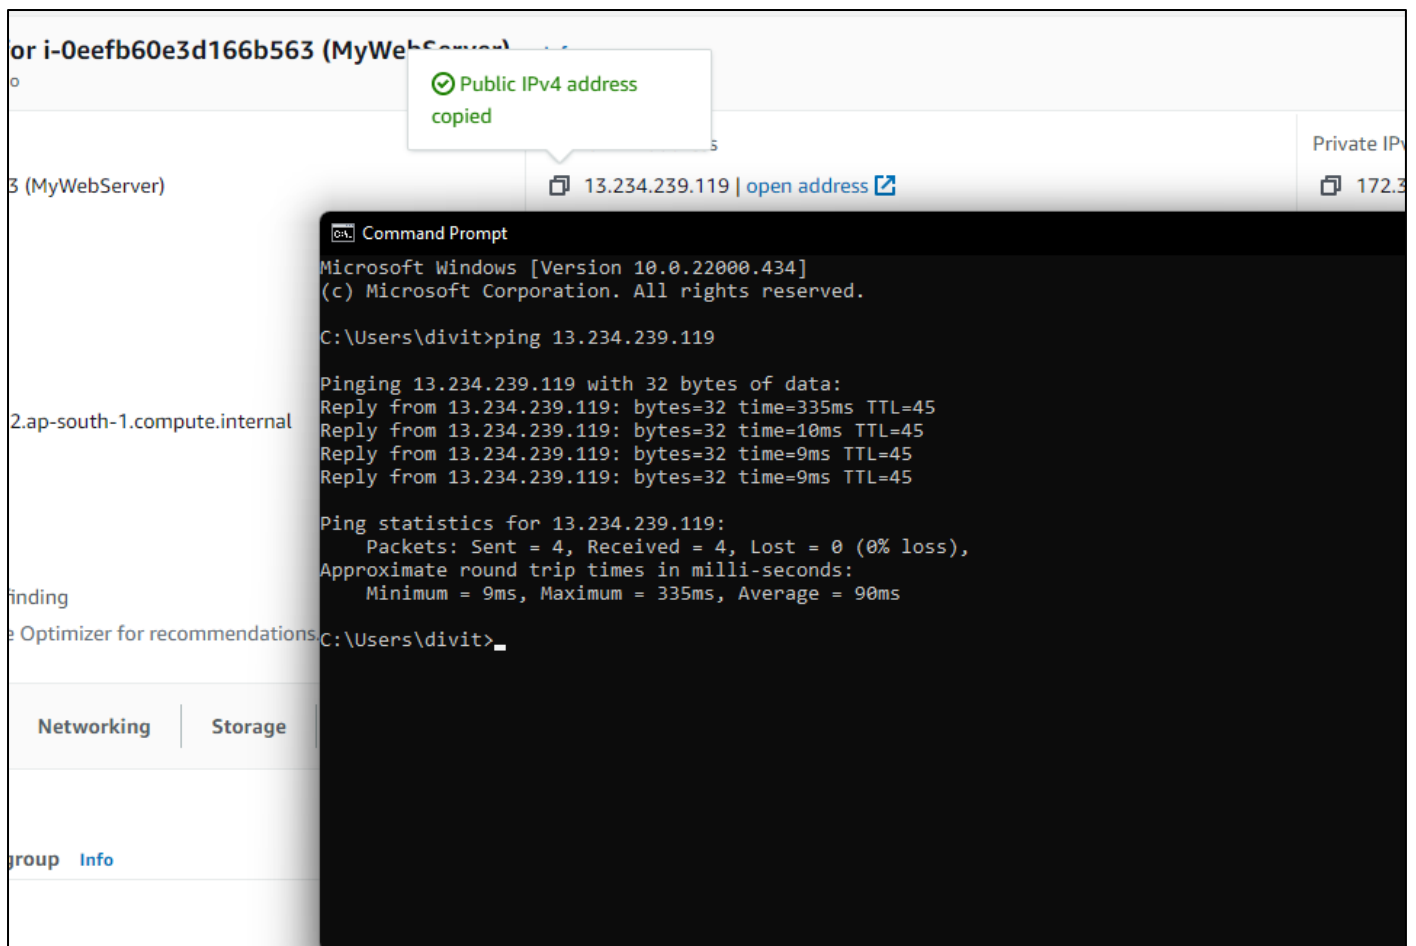 or i-0eefb60e3d166b563 (MyWebServer)
Public IPv4 address
copied
Private IPv
3 (MyWebServer)
13.234.239.119 | open address
172.3
Command Prompt
Microsoft Windows [Version 10.0.22000.434]
(c) Microsoft Corporation. All rights reserved.
C:\Users\divit>ping 13.234.239.119
Pinging 13.234.239.119 with 32 bytes of data:
Reply from 13.234.239.119: bytes=32 time=335ms TTL=45
Reply from 13.234.239.119: bytes=32 time=10ms TTL=45
Reply from 13.234.239.119: bytes=32 time=9ms TTL=45
Reply from 13.234.239.119: bytes=32 time=9ms TTL=45
Ping statistics for 13.234.239.119:
Packets: Sent = 4, Received = 4, Lost = 0 (0% loss),
Approximate round trip times in milli-seconds:
Minimum = 9ms, Maximum = 335ms, Average = 90ms
C:\Users\divit>
2.ap-south-1.compute.internal
finding
e Optimizer for recommendations.
Networking
Storage
group Info